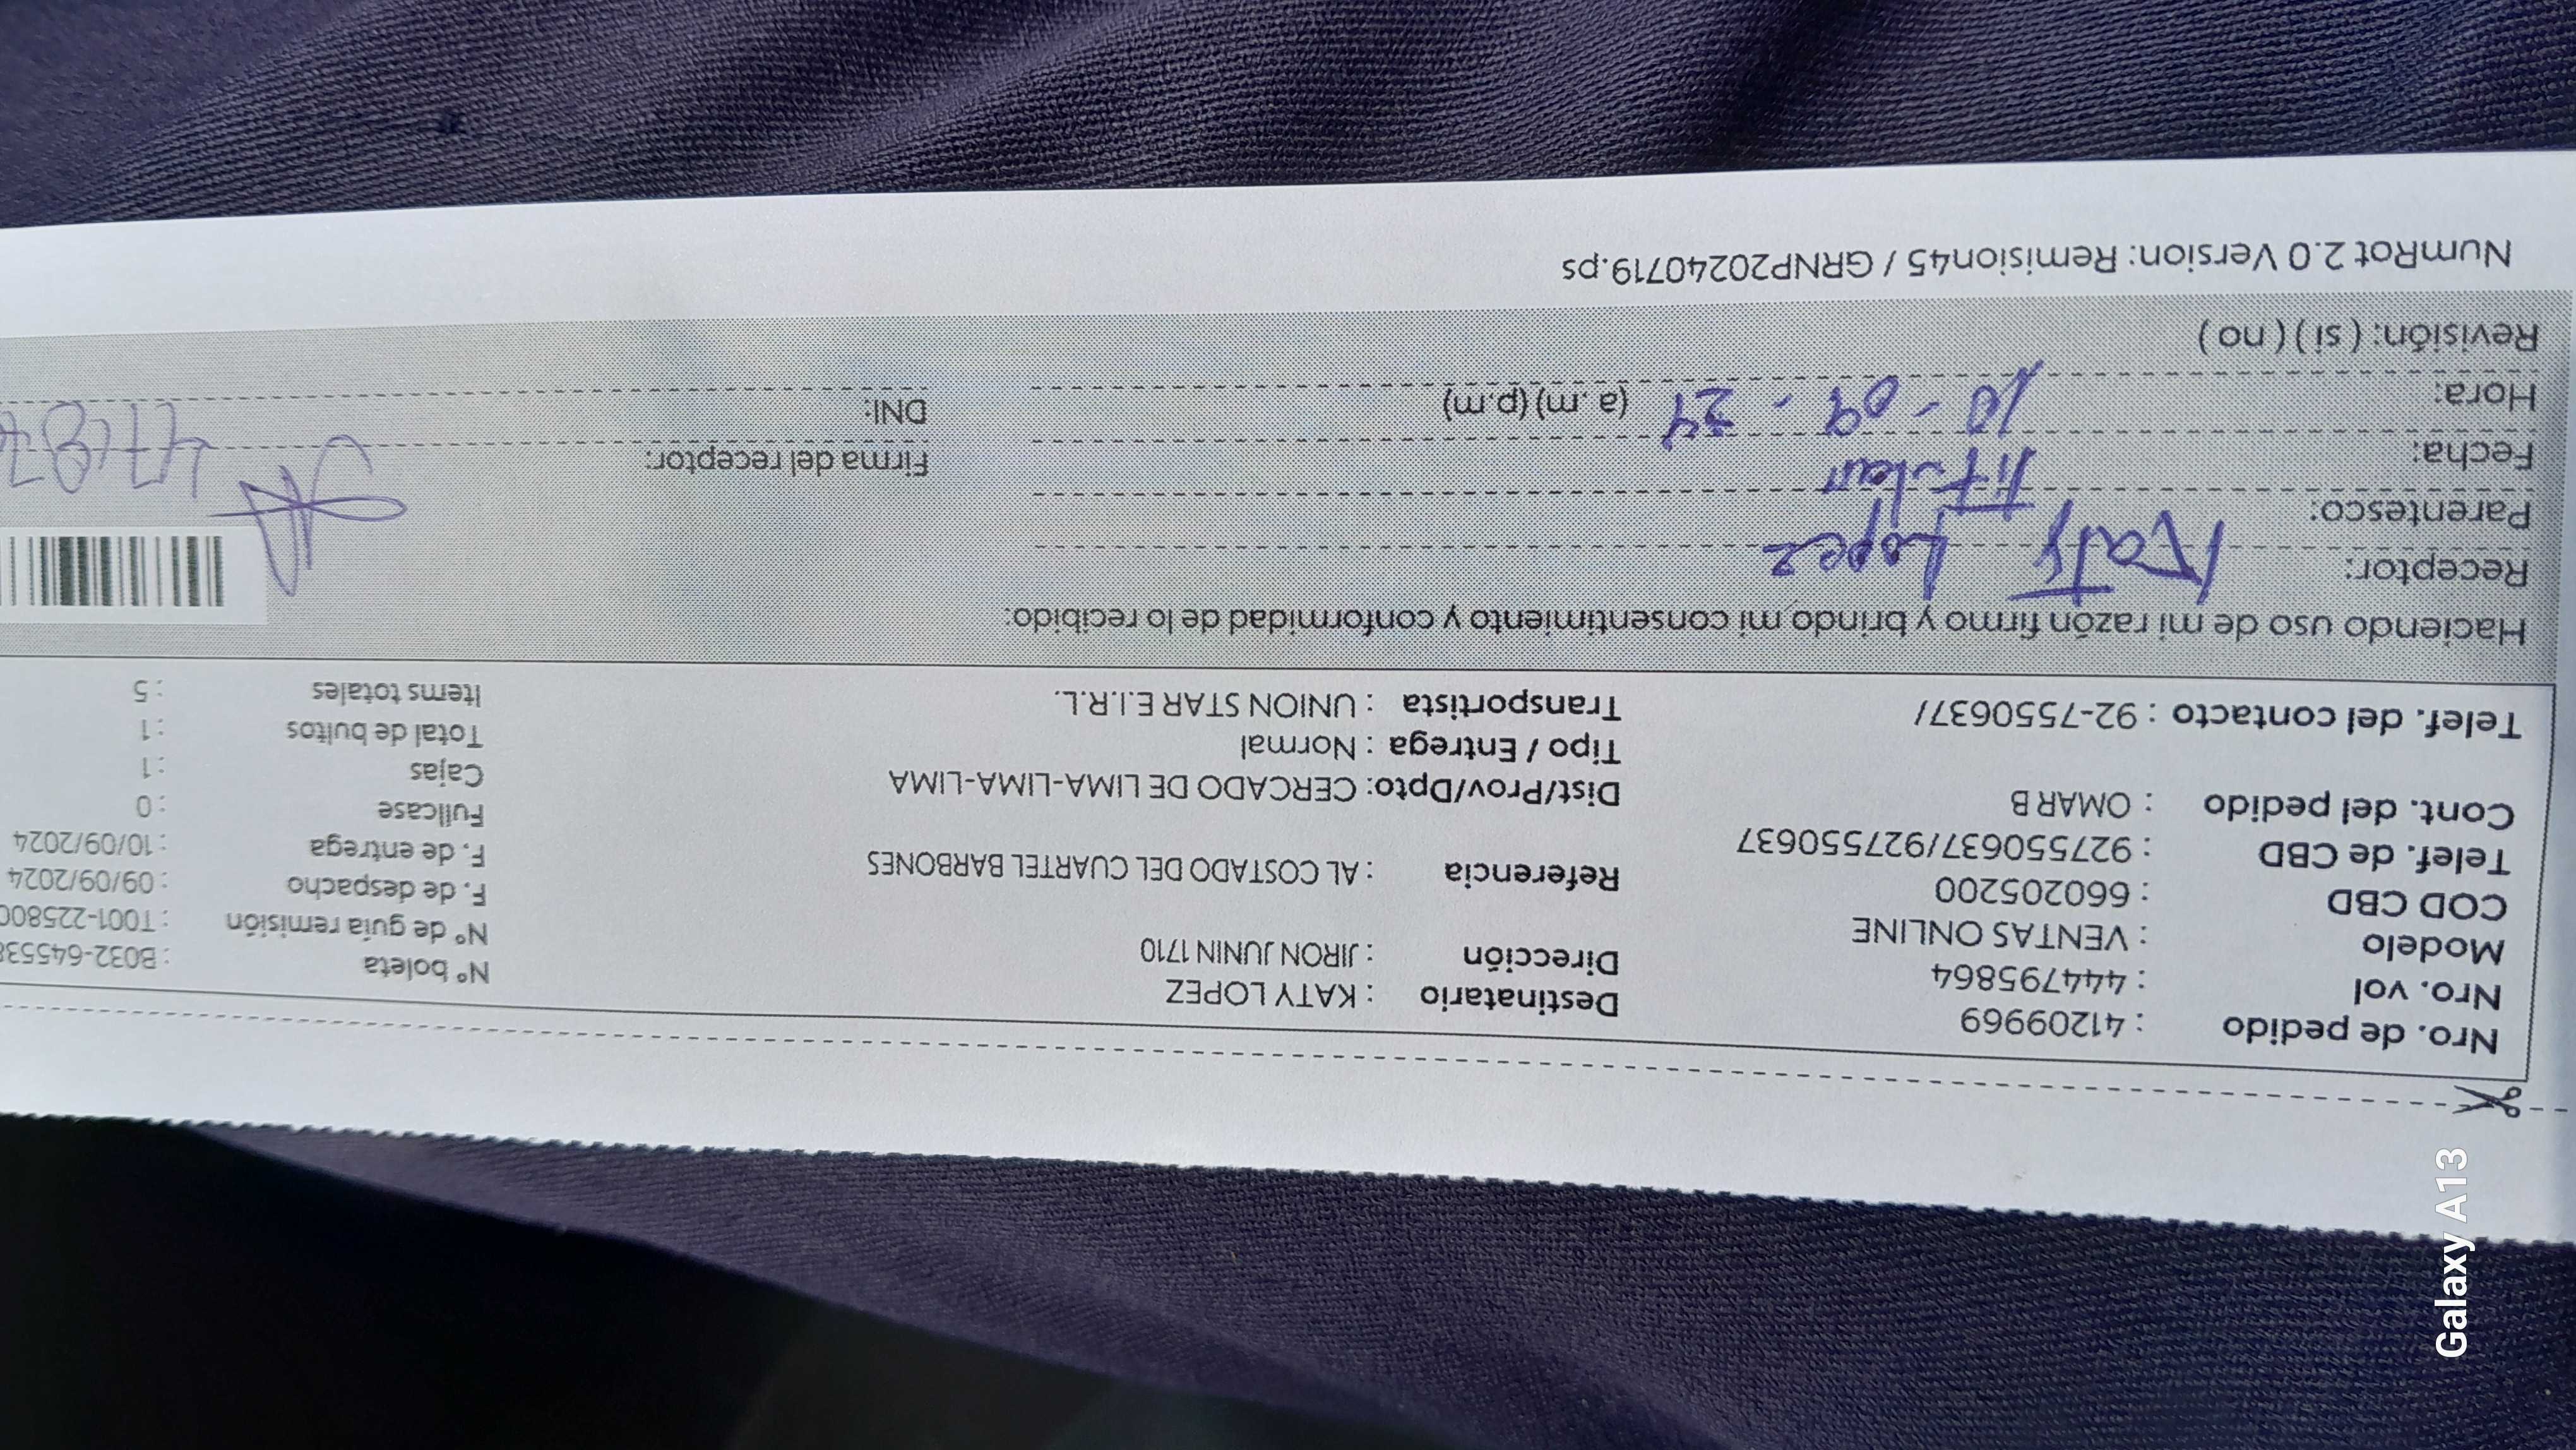 Nro. de pedido : 41209969
Nro. vol : 444795864
Modelo : VENTAS ONLINE
COD CBD : 660205200
Telef. de CBD : 927550637/927550637
Cont. del pedido : OMAR B
Telef. del contacto : 92-7550637/
Destinatario : KATY LOPEZ
Dirección : JIRON JUNIN 1710
Referencia : AL COSTADO DEL CUARTEL BARBONES
Dist/Prov/Dpto: CERCADO DE LIMA-LIMA-LIMA
Tipo / Entrega : Normal
Transportista : UNION STAR E.I.R.L.
N° boleta : B032-64553
N° de guía remisión : T001-225800
F. de despacho : 09/09/2024
F. de entrega : 10/09/2024
Fullcase : 0
Cajas : 1
Total de bultos : 1
Items totales : 5
Haciendo uso de mi razón firmo y brindo mi consentimiento y conformidad de lo recibido:
Receptor: Katy Lopez
Parentesco: Titular
Fecha: 10-09-24
Hora: (a.m) (p.m)
Revisión: ( si ) ( no )
Firma del receptor:
DNI:
NumRot 2.0 Version: Remision45 / GRNP20240719.ps
Galaxy A13